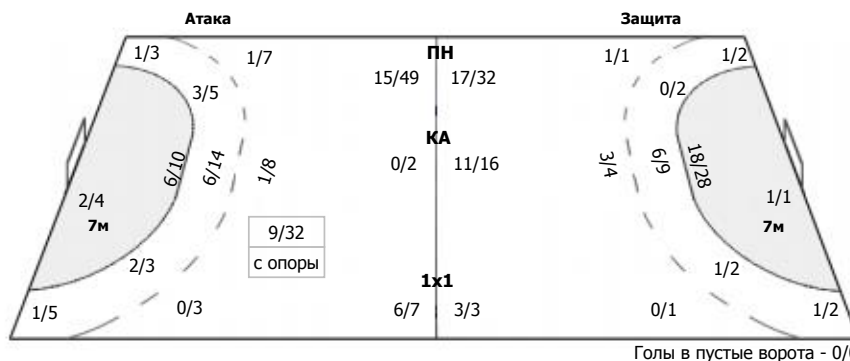 Атака Защита
1/3 1/7 ПН 1/1 1/2
15/49 17/32
3/5 0/2
КА
6/10 6/14 1/8 0/2 11/16 3/4 6/9 18/28
2/4 1/1
7м 7м
9/32
с опоры
2/3 1/2
1x1
1/5 0/3 6/7 3/3 0/1 1/2
Голы в пустые ворота -